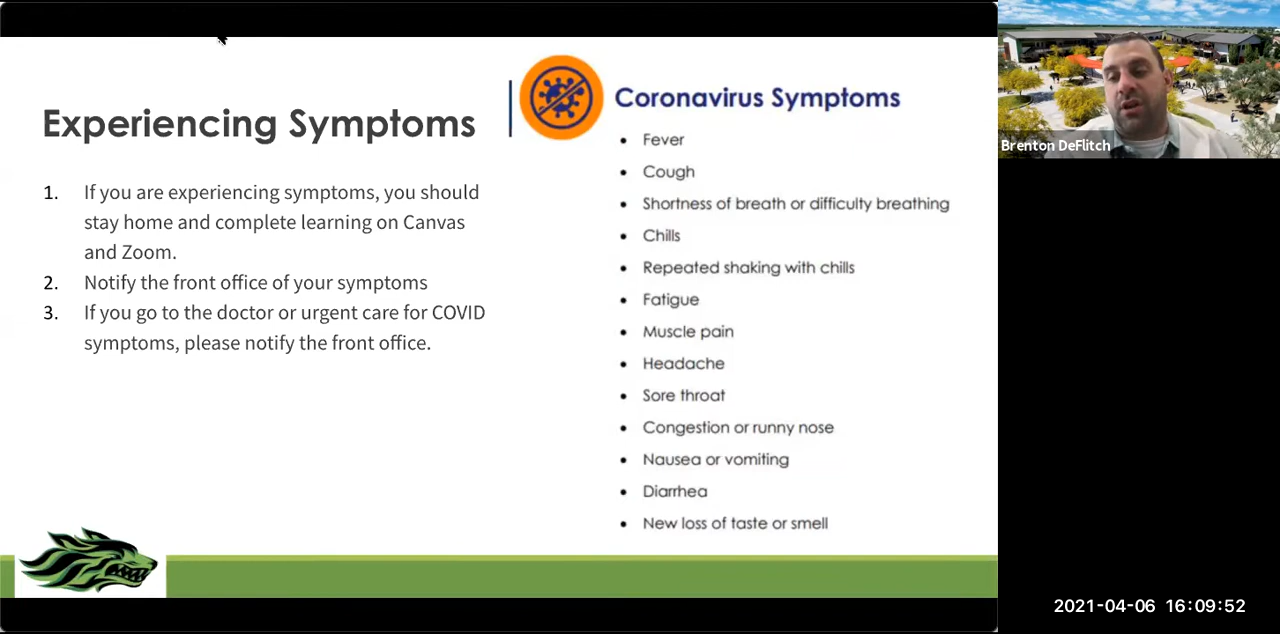 Experiencing Symptoms
1. If you are experiencing symptoms, you should
stay home and complete learning on Canvas
and Zoom.
2. Notify the front office of your symptoms
3. If you go to the doctor or urgent care for COVID
symptoms, please notify the front office.
Coronavirus Symptoms
• Fever
• Cough
• Shortness of breath or difficulty breathing
• Chills
• Repeated shaking with chills
• Fatigue
• Muscle pain
• Headache
• Sore throat
• Congestion or runny nose
• Nausea or vomiting
• Diarrhea
• New loss of taste or smell
Brenton DeFlitch
2021-04-06 16:09:52